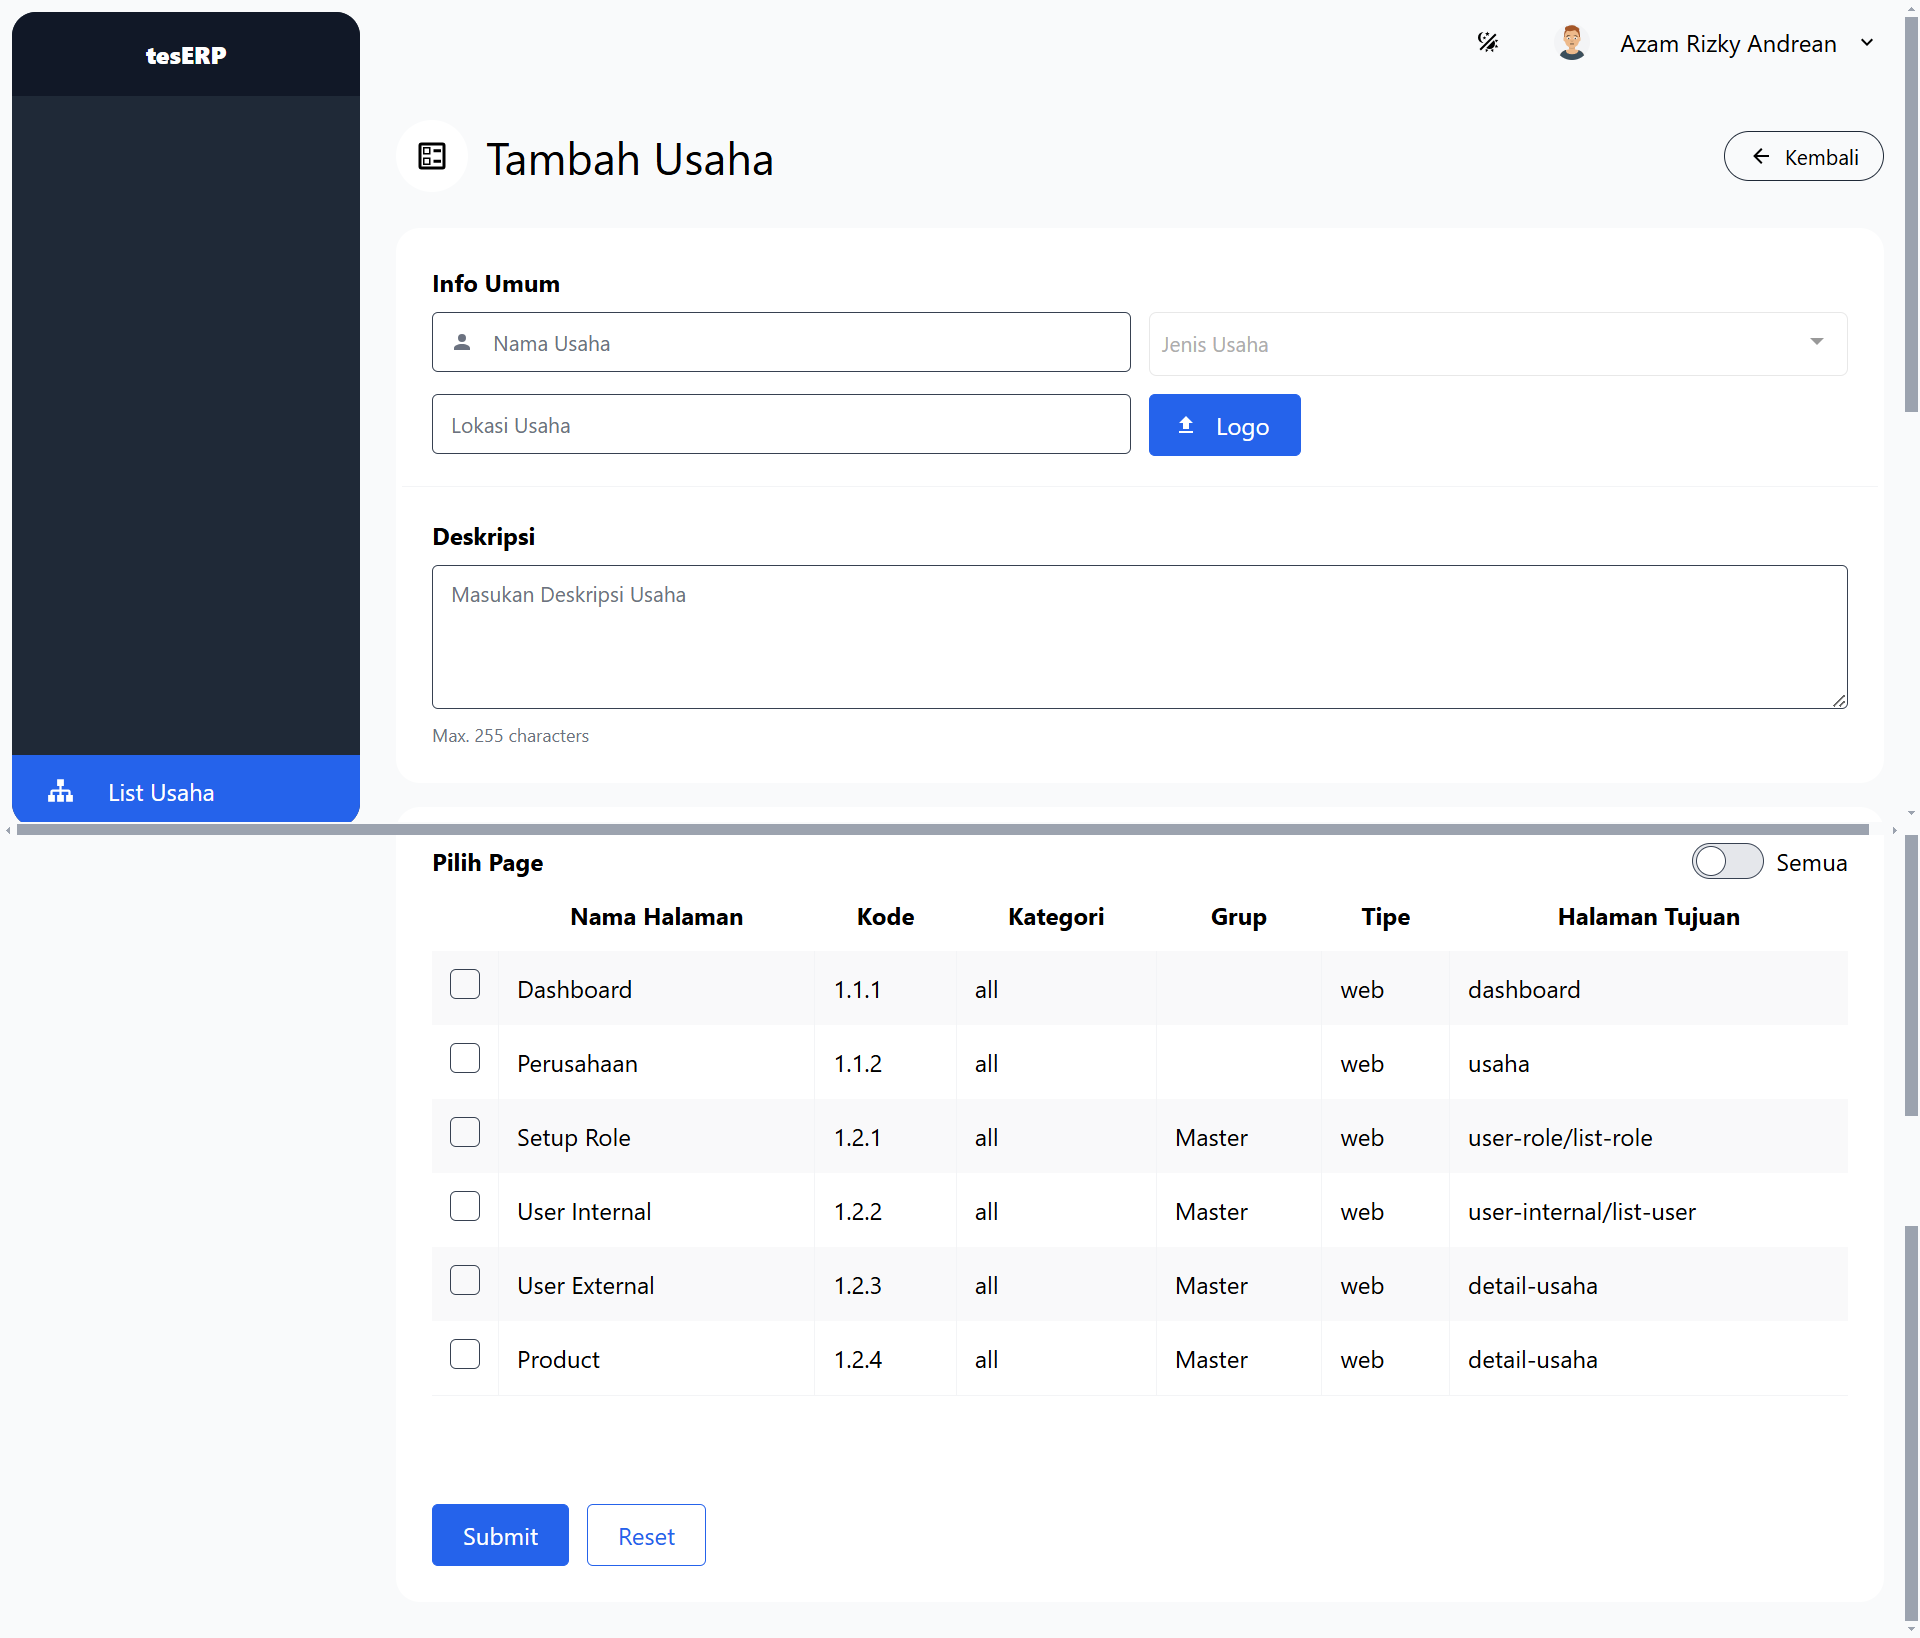 tesERP
Azam Rizky Andrean
Tambah Usaha
Kembali
Info Umum
Nama Usaha
Jenis Usaha
Lokasi Usaha
Logo
Deskripsi
Masukan Deskripsi Usaha
Max. 255 characters
List Usaha
Pilih Page
Semua
Nama Halaman Kode Kategori Grup Tipe Halaman Tujuan
Dashboard 1.1.1 all web dashboard
Perusahaan 1.1.2 all web usaha
Setup Role 1.2.1 all Master web user-role/list-role
User Internal 1.2.2 all Master web user-internal/list-user
User External 1.2.3 all Master web detail-usaha
Product 1.2.4 all Master web detail-usaha
Submit
Reset